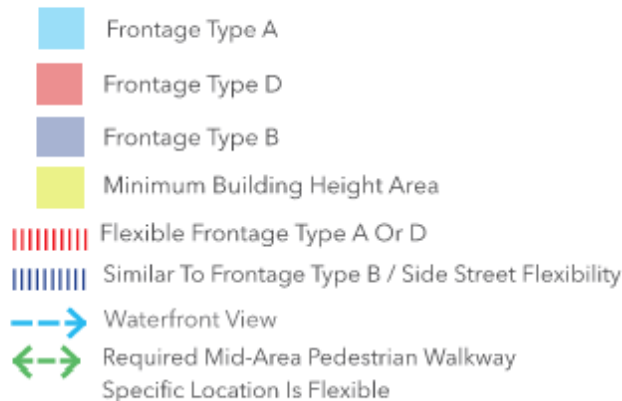 Frontage Type A
Frontage Type D
Frontage Type B
Minimum Building Height Area
Flexible Frontage Type A Or D
Similar To Frontage Type B / Side Street Flexibility
Waterfront View
Required Mid-Area Pedestrian Walkway
Specific Location Is Flexible